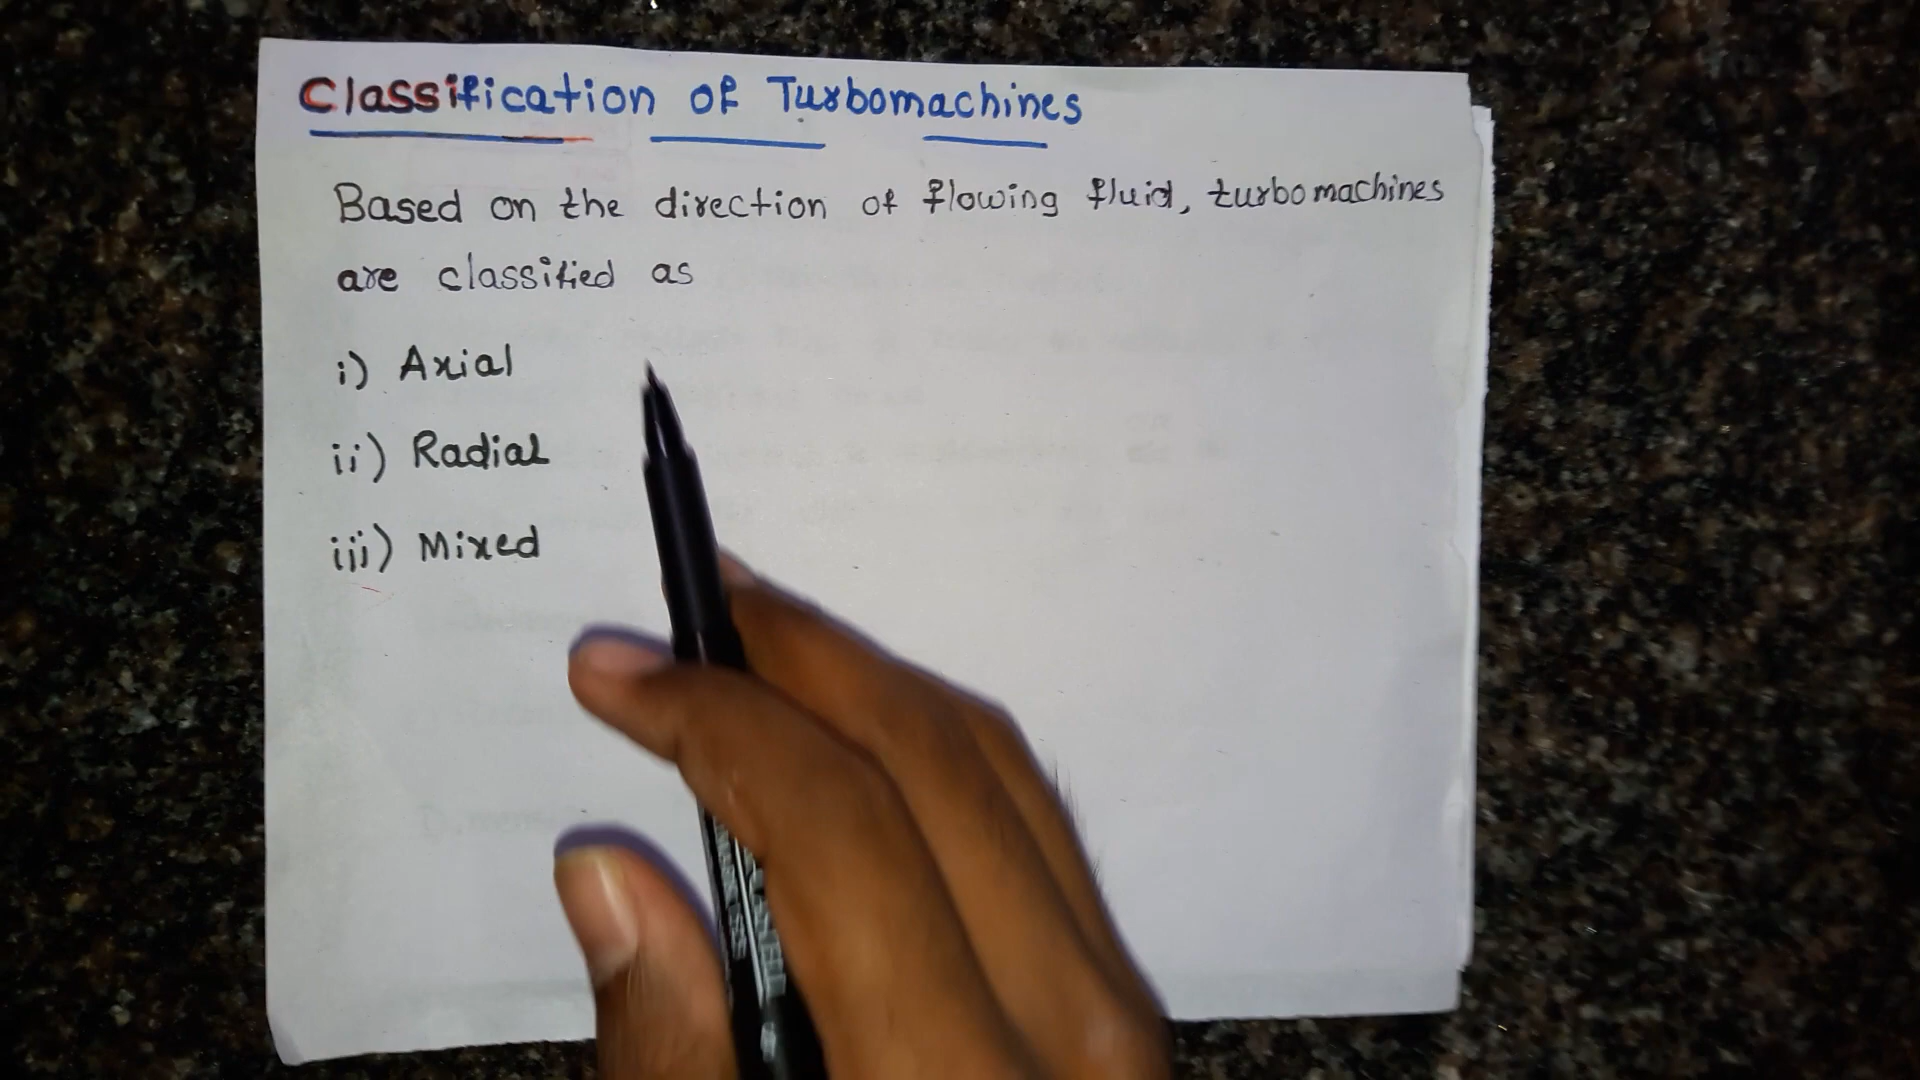 Classification of Turbomachines
Based on the direction of flowing fluid, turbomachines
are classified as
i) Axial
ii) Radial
iii) Mixed